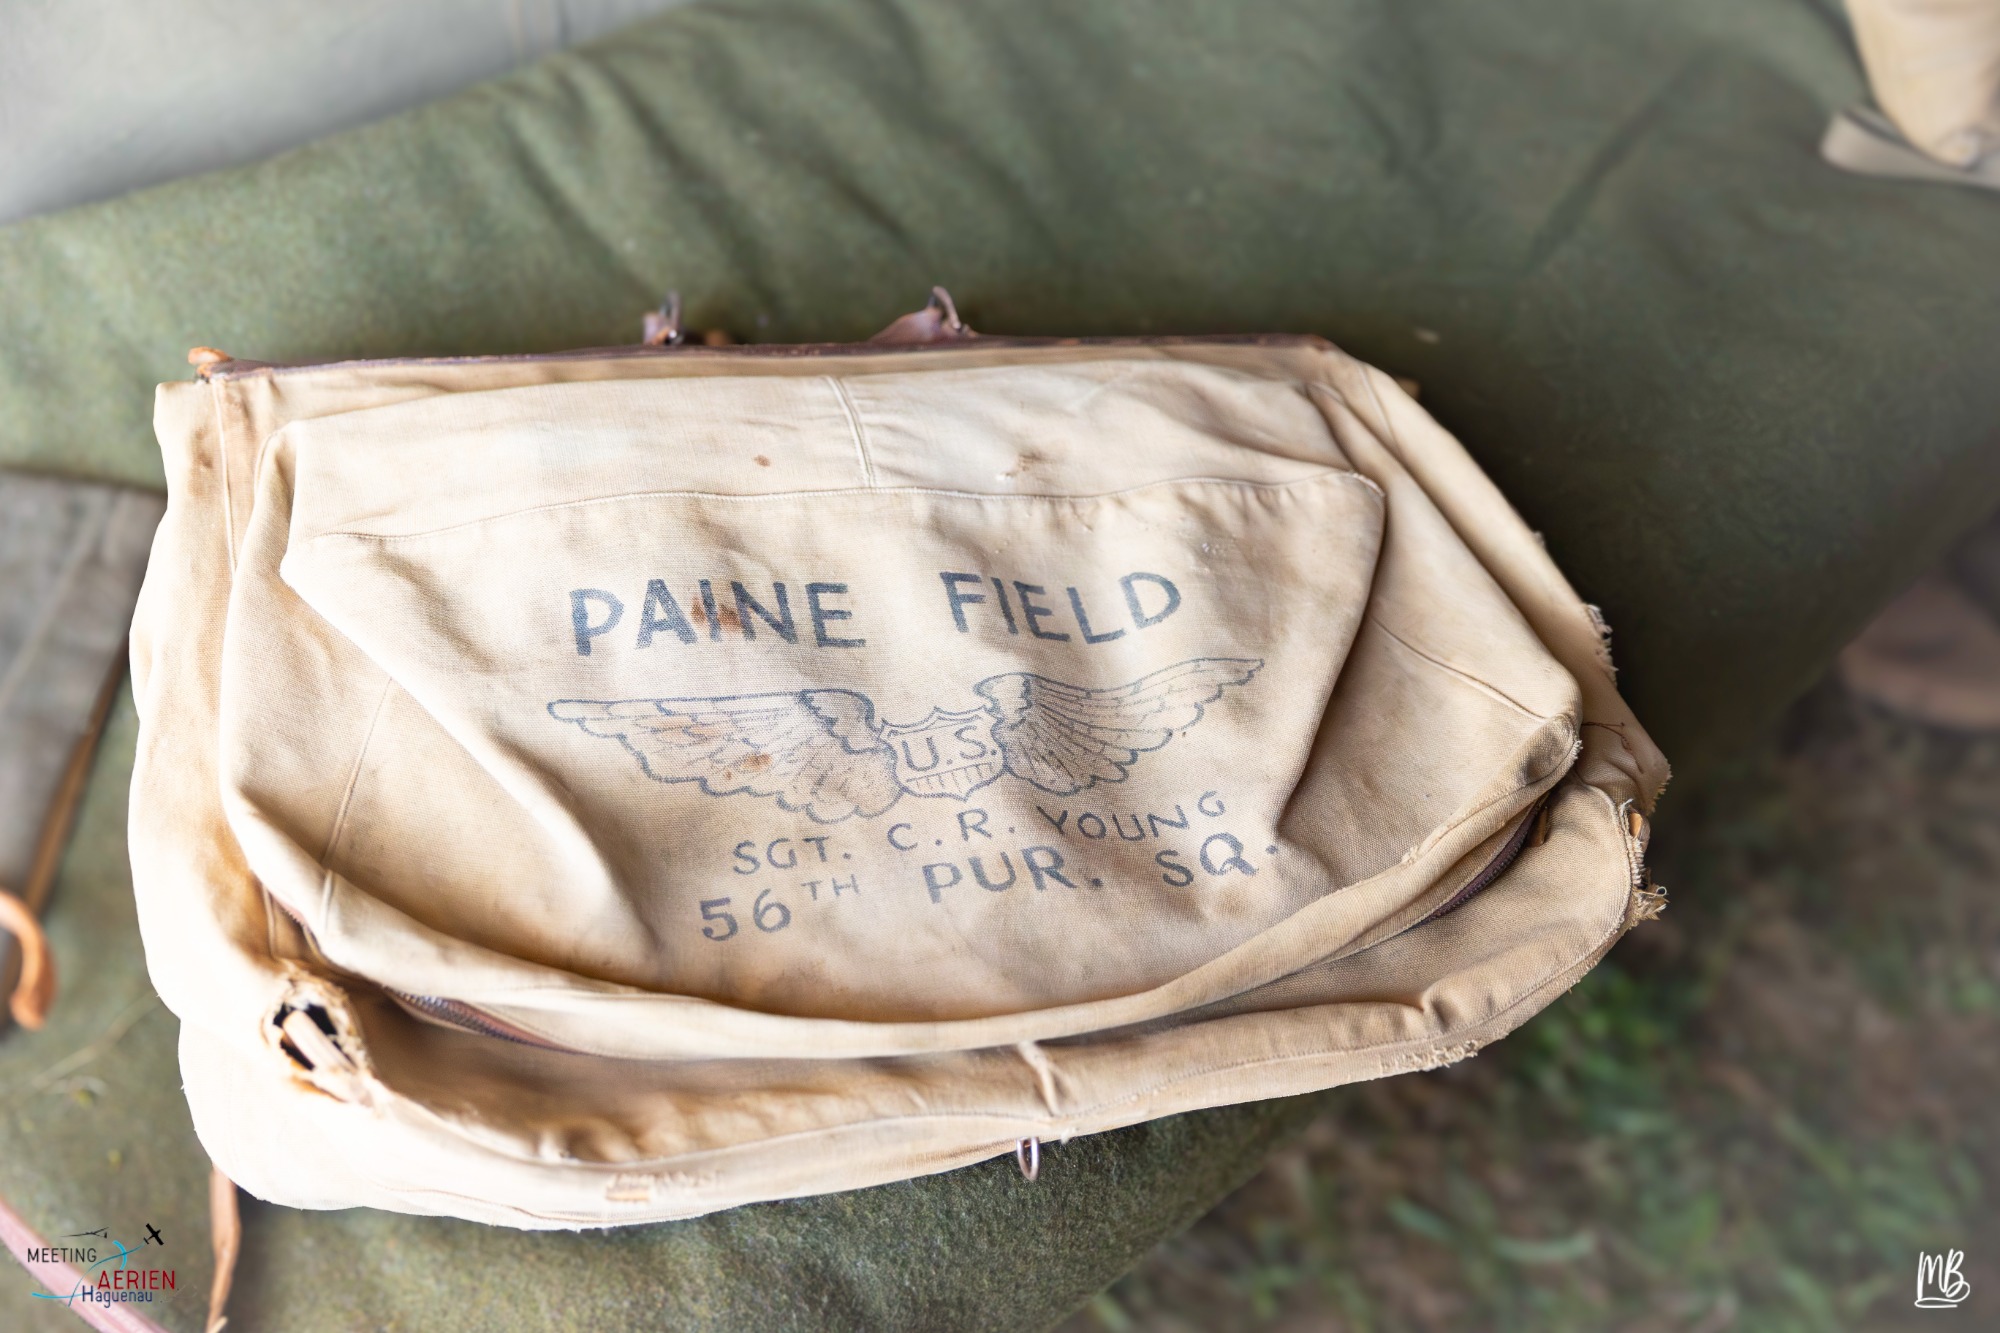 PAINE FIELD
U.S.
SGT. C.R. YOUNG
56TH PUR. SQ.
MEETING
AERIEN
Haguenau
MB